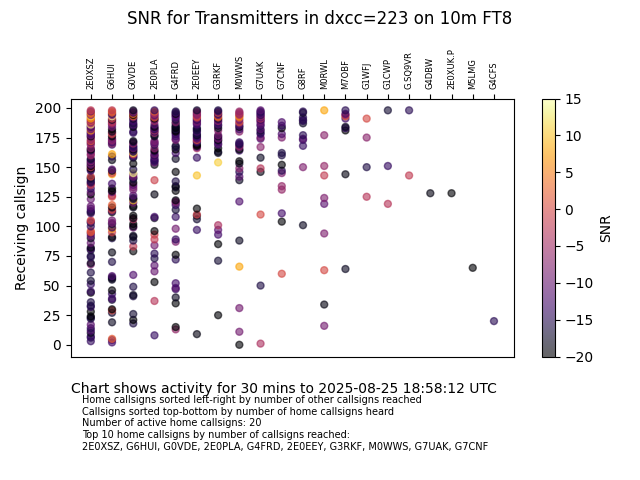 SNR for Transmitters in dxcc=223 on 10m FT8
2E0XSZ G6HUI G0VDE 2E0PLA G4FRD 2E0EEY G3RKF M0WWS G7UAK G7CNF G8RF M0RWL M7OBF G1WFJ G1CWP G.SQ9VR G4DBW 2E0XUK.P M5LMG G4CFS
200
175
150
125
100
75
50
25
0
Receiving callsign
15
10
5
0
−5
−10
−15
−20
SNR
Chart shows activity for 30 mins to 2025-08-25 18:58:12 UTC
Home callsigns sorted left-right by number of other callsigns reached
Callsigns sorted top-bottom by number of home callsigns heard
Number of active home callsigns: 20
Top 10 home callsigns by number of callsigns reached:
2E0XSZ, G6HUI, G0VDE, 2E0PLA, G4FRD, 2E0EEY, G3RKF, M0WWS, G7UAK, G7CNF